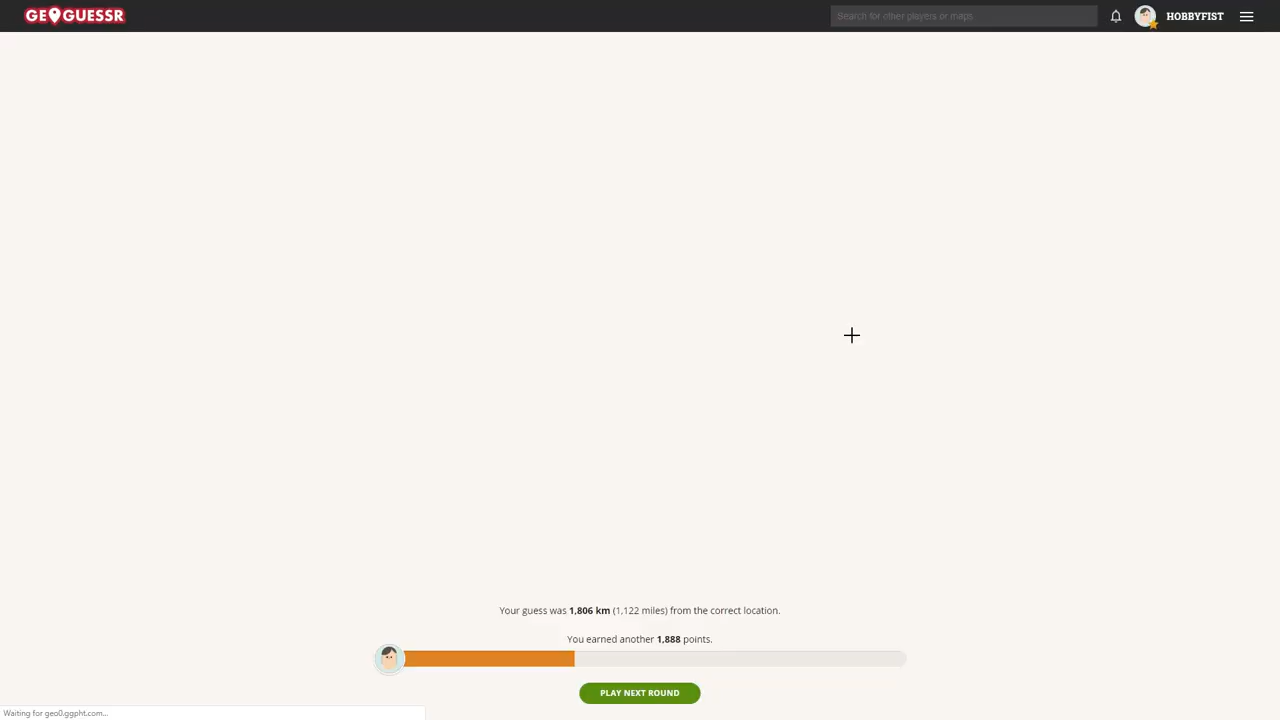 GEOGUESSR
Search for other players or maps
HOBBYFIST
Your guess was 1,806 km (1,122 miles) from the correct location.
You earned another 1,888 points.
PLAY NEXT ROUND
Waiting for geo0.ggpht.com...